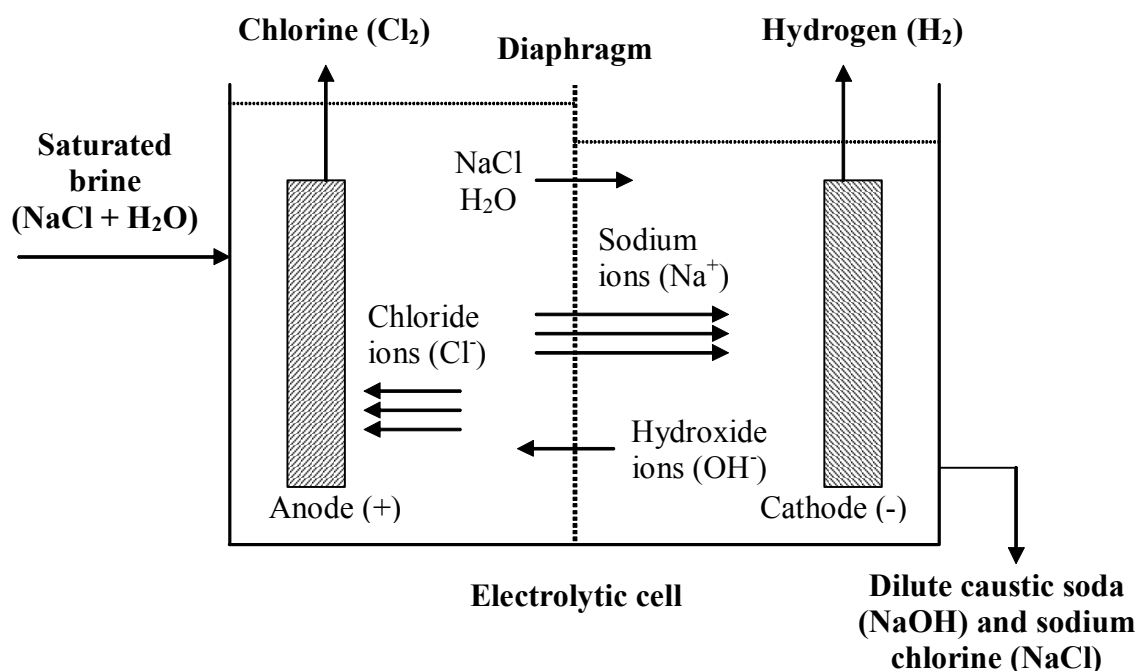 Chlorine (Cl₂)
Diaphragm
Hydrogen (H₂)
Saturated
brine
(NaCl + H₂O)
NaCl
H₂O
Sodium
ions (Na⁺)
Chloride
ions (Cl⁻)
Hydroxide
ions (OH⁻)
Anode (+)
Cathode (-)
Electrolytic cell
Dilute caustic soda
(NaOH) and sodium
chlorine (NaCl)